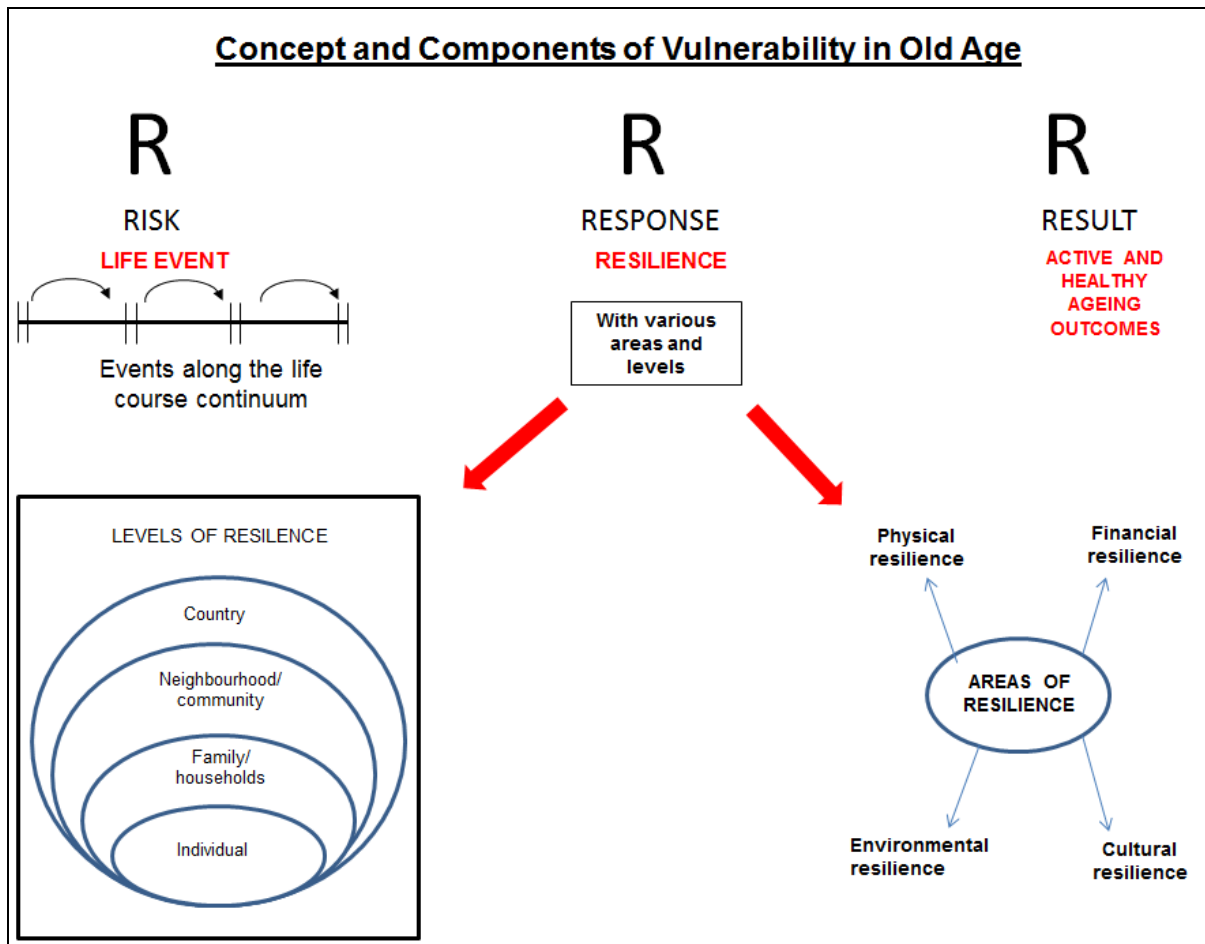 Concept and Components of Vulnerability in Old Age
R
RISK
LIFE EVENT
Events along the life
course continuum
R
RESPONSE
RESILIENCE
With various
areas and
levels
R
RESULT
ACTIVE AND
HEALTHY
AGEING
OUTCOMES
LEVELS OF RESILENCE
Country
Neighbourhood/
community
Family/
households
Individual
Physical
resilience
Financial
resilience
AREAS OF
RESILIENCE
Environmental
resilience
Cultural
resilience